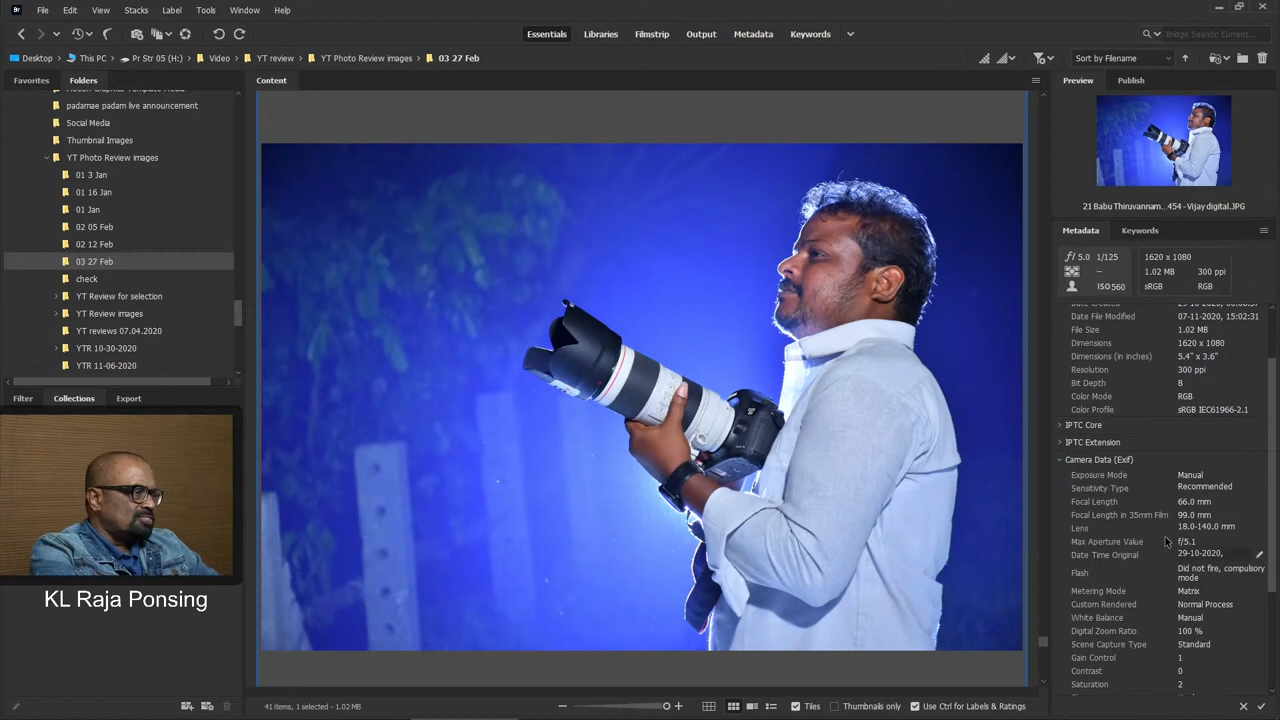 Br File Edit View Stacks Label Tools Window Help
Essentials Libraries Filmstrip Output Metadata Keywords Bridge Search: Current...
Desktop > This PC > Pr Str 05 (H:) > Video > YT review > YT Photo Review images > 03 27 Feb Sort by Filename
Favorites Folders
padamae padam live announcement
Social Media
Thumbnail Images
YT Photo Review images
01 3 Jan
01 16 Jan
01 Jan
02 05 Feb
02 12 Feb
03 27 Feb
check
YT Review for selection
YT Review images
YT reviews 07.04.2020
YTR 10-30-2020
YTR 11-06-2020
Filter Collections Export
KL Raja Ponsing
Content
41 items, 1 selected - 1.02 MB
Tiles Thumbnails only Use Ctrl for Labels & Ratings
Preview Publish
21 Babu Thiruvannam...454 - Vijay digital.JPG
Metadata Keywords
f/ 5.0 1/125
--
ISO560
1620 x 1080
1.02 MB 300 ppi
sRGB RGB
Date File Modified 07-11-2020, 15:02:31
File Size 1.02 MB
Dimensions 1620 x 1080
Dimensions (in inches) 5.4" x 3.6"
Resolution 300 ppi
Bit Depth 8
Color Mode RGB
Color Profile sRGB IEC61966-2.1
IPTC Core
IPTC Extension
Camera Data (Exif)
Exposure Mode Manual
Sensitivity Type Recommended
Focal Length 66.0 mm
Focal Length in 35mm Film 99.0 mm
Lens 18.0-140.0 mm
Max Aperture Value f/5.1
Date Time Original 29-10-2020,
Flash Did not fire, compulsory
mode
Metering Mode Matrix
Custom Rendered Normal Process
White Balance Manual
Digital Zoom Ratio 100 %
Scene Capture Type Standard
Gain Control 1
Contrast 0
Saturation 2